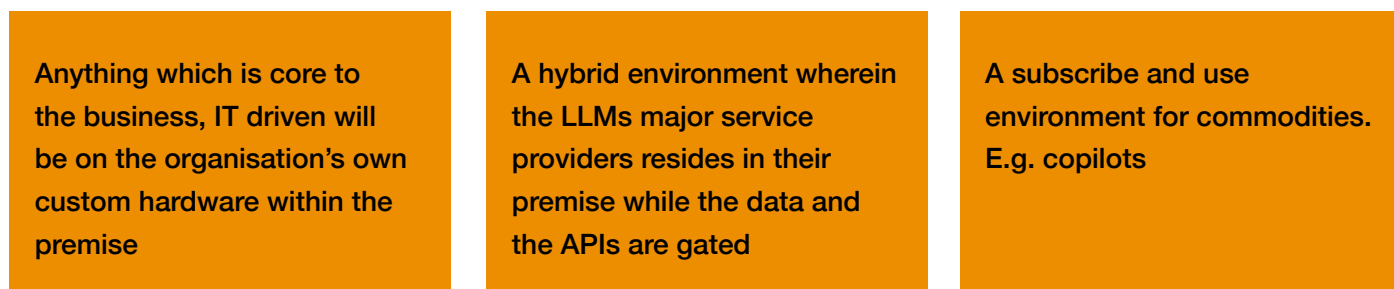 Anything which is core to
the business, IT driven will
be on the organisation’s own
custom hardware within the
premise
A hybrid environment wherein
the LLMs major service
providers resides in their
premise while the data and
the APIs are gated
A subscribe and use
environment for commodities.
E.g. copilots